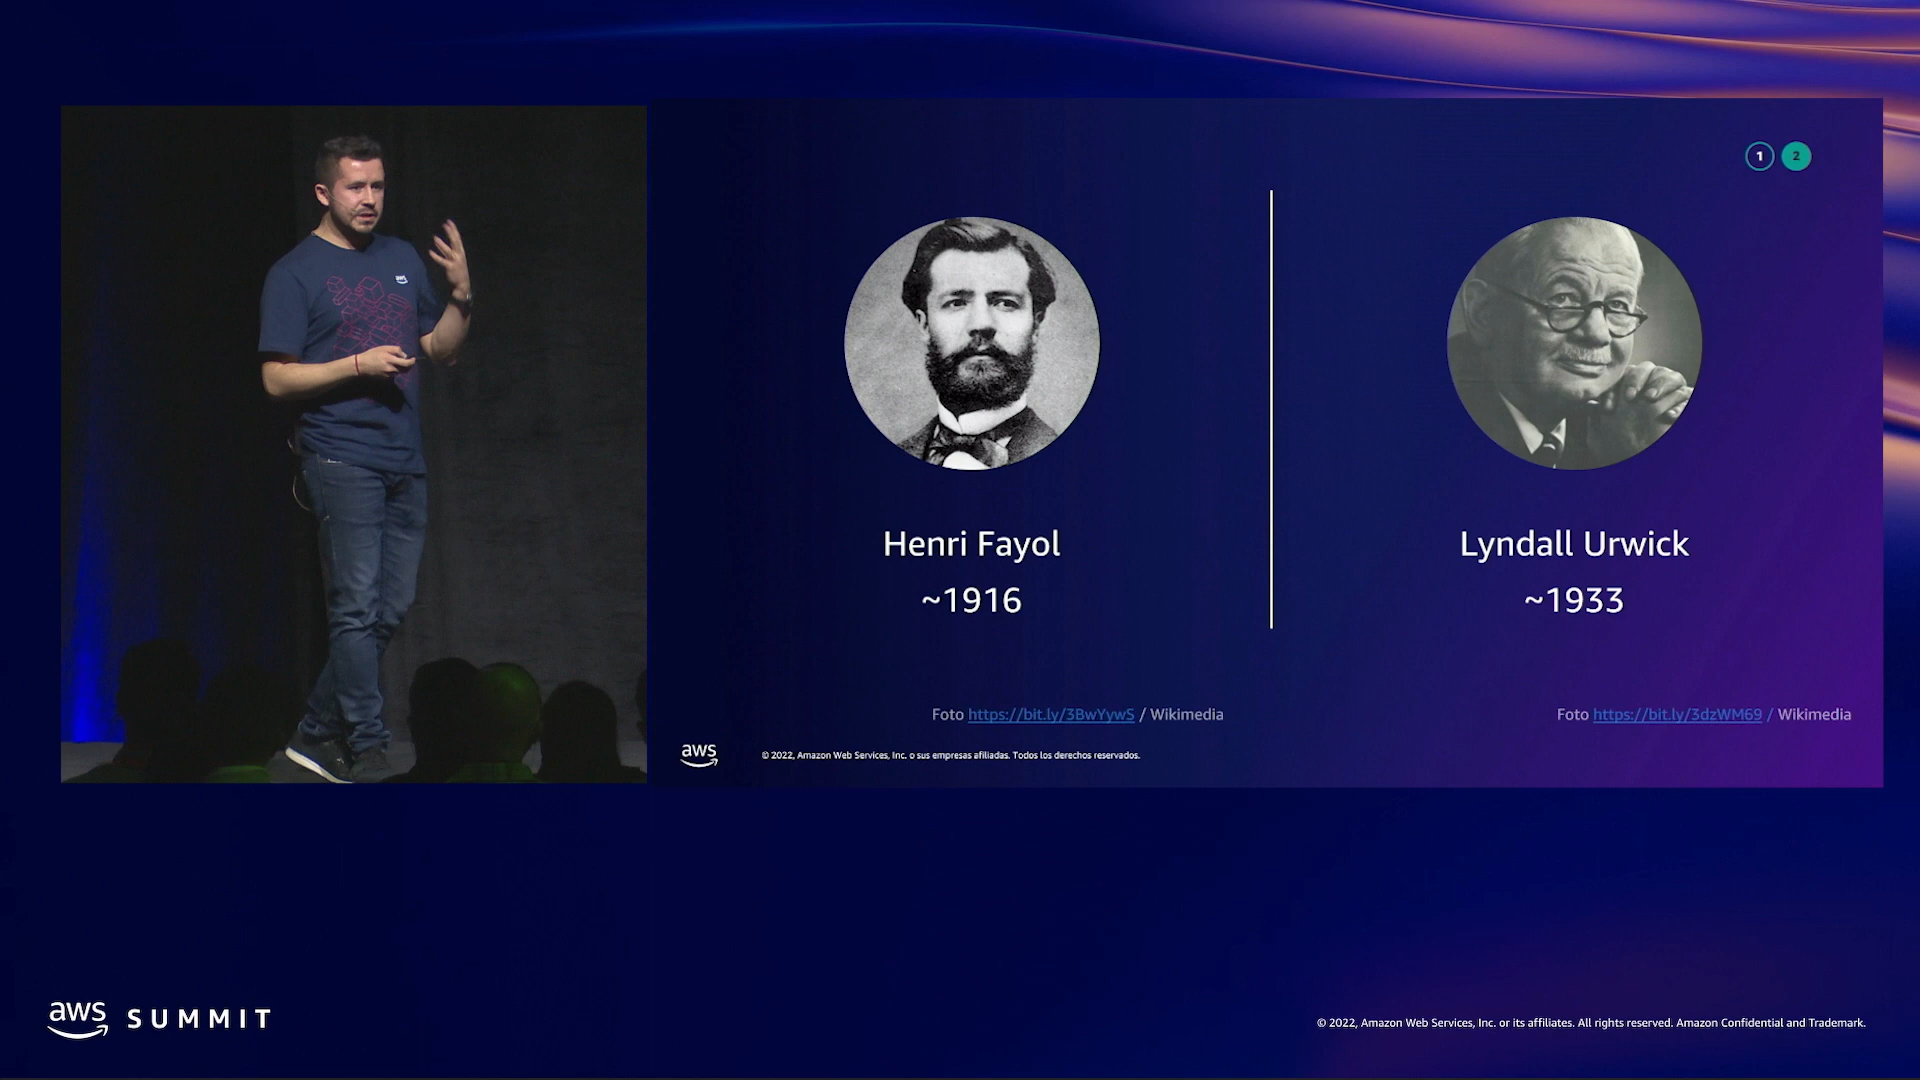 aws
1 2
Henri Fayol
~1916
Lyndall Urwick
~1933
Foto https://bit.ly/3BwYywS / Wikimedia
Foto https://bit.ly/3dzWM69 / Wikimedia
aws
© 2022, Amazon Web Services, Inc. o sus empresas afiliadas. Todos los derechos reservados.
aws SUMMIT
© 2022, Amazon Web Services, Inc. or its affiliates. All rights reserved. Amazon Confidential and Trademark.